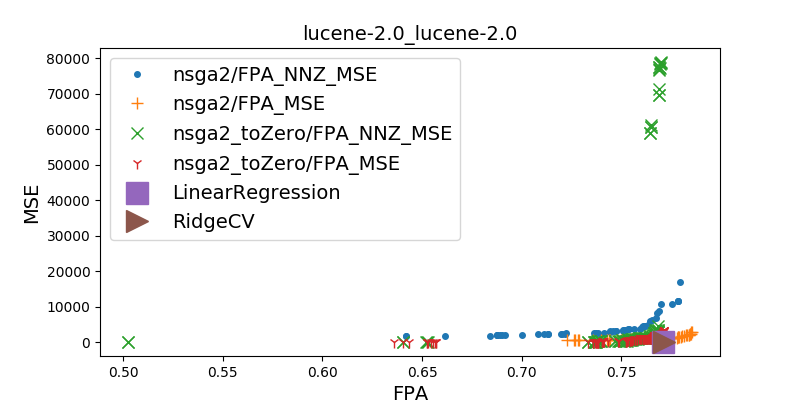 lucene-2.0_lucene-2.0
80000
70000
60000
50000
40000
30000
20000
10000
0
MSE
nsga2/FPA_NNZ_MSE
nsga2/FPA_MSE
nsga2_toZero/FPA_NNZ_MSE
nsga2_toZero/FPA_MSE
LinearRegression
RidgeCV
0.50 0.55 0.60 0.65 0.70 0.75
FPA